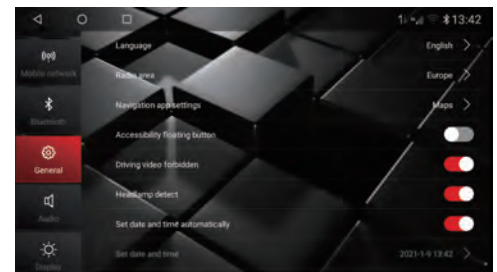 13:42
Language
English
Mobile network
Radio area
Europe
Navigation app settings
Maps
Bluetooth
Accessibility floating button
General
Driving video forbidden
Headlamp detect
Audio
Set date and time automatically
Display
Set date and time
2021-1-9 13:42